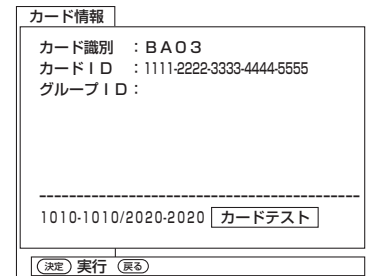 カード情報
カード識別 ：ＢＡ０３
カードＩＤ ：1111-2222-3333-4444-5555
グループＩＤ：
1010-1010/2020-2020 カードテスト
決定 実行 戻る